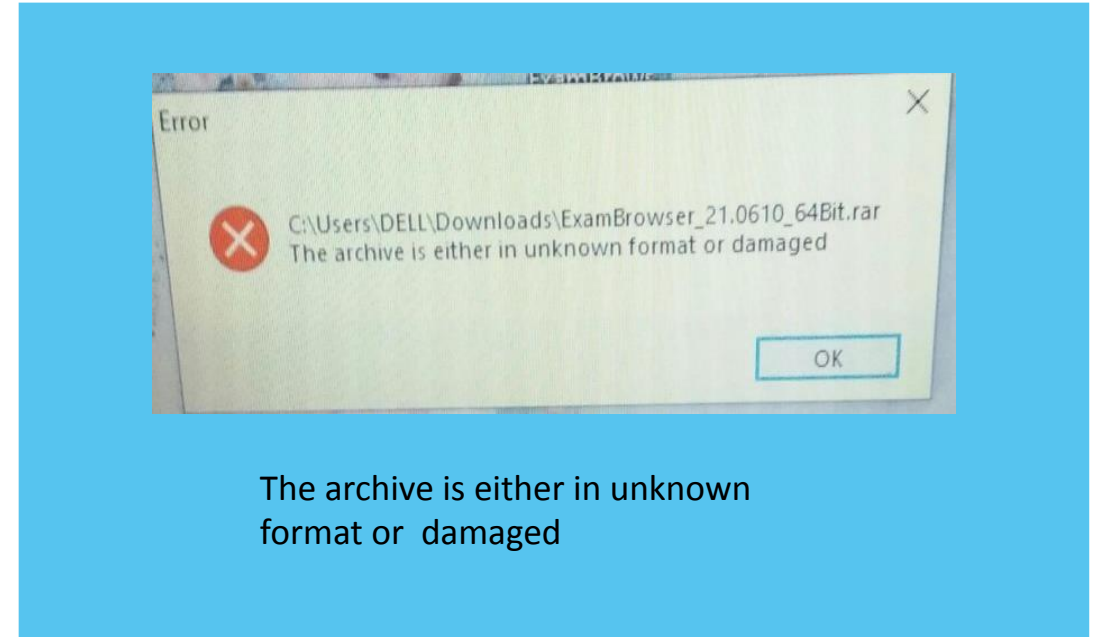 Error
C:\Users\DELL\Downloads\ExamBrowser_21.0610_64Bit.rar
The archive is either in unknown format or damaged
OK
The archive is either in unknown
format or damaged